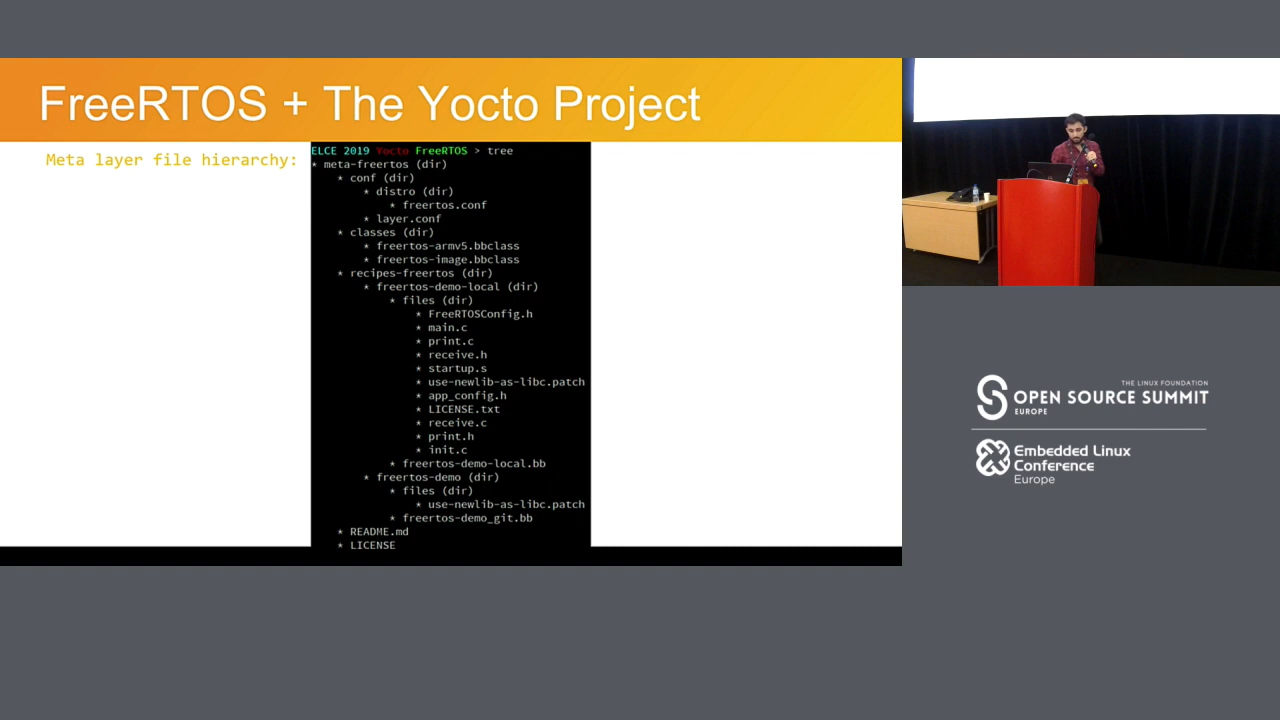 FreeRTOS + The Yocto Project
Meta layer file hierarchy:
ELCE 2019 Yocto FreeRTOS > tree
* meta-freertos (dir)
* conf (dir)
* distro (dir)
* freertos.conf
* layer.conf
* classes (dir)
* freertos-armv5.bbclass
* freertos-image.bbclass
* recipes-freertos (dir)
* freertos-demo-local (dir)
* files (dir)
* FreeRTOSConfig.h
* main.c
* print.c
* receive.h
* startup.s
* use-newlib-as-libc.patch
* app_config.h
* LICENSE.txt
* receive.c
* print.h
* init.c
* freertos-demo-local.bb
* freertos-demo (dir)
* files (dir)
* use-newlib-as-libc.patch
* freertos-demo_git.bb
* README.md
* LICENSE
THE LINUX FOUNDATION
OPEN SOURCE SUMMIT
EUROPE
Embedded Linux
Conference
Europe